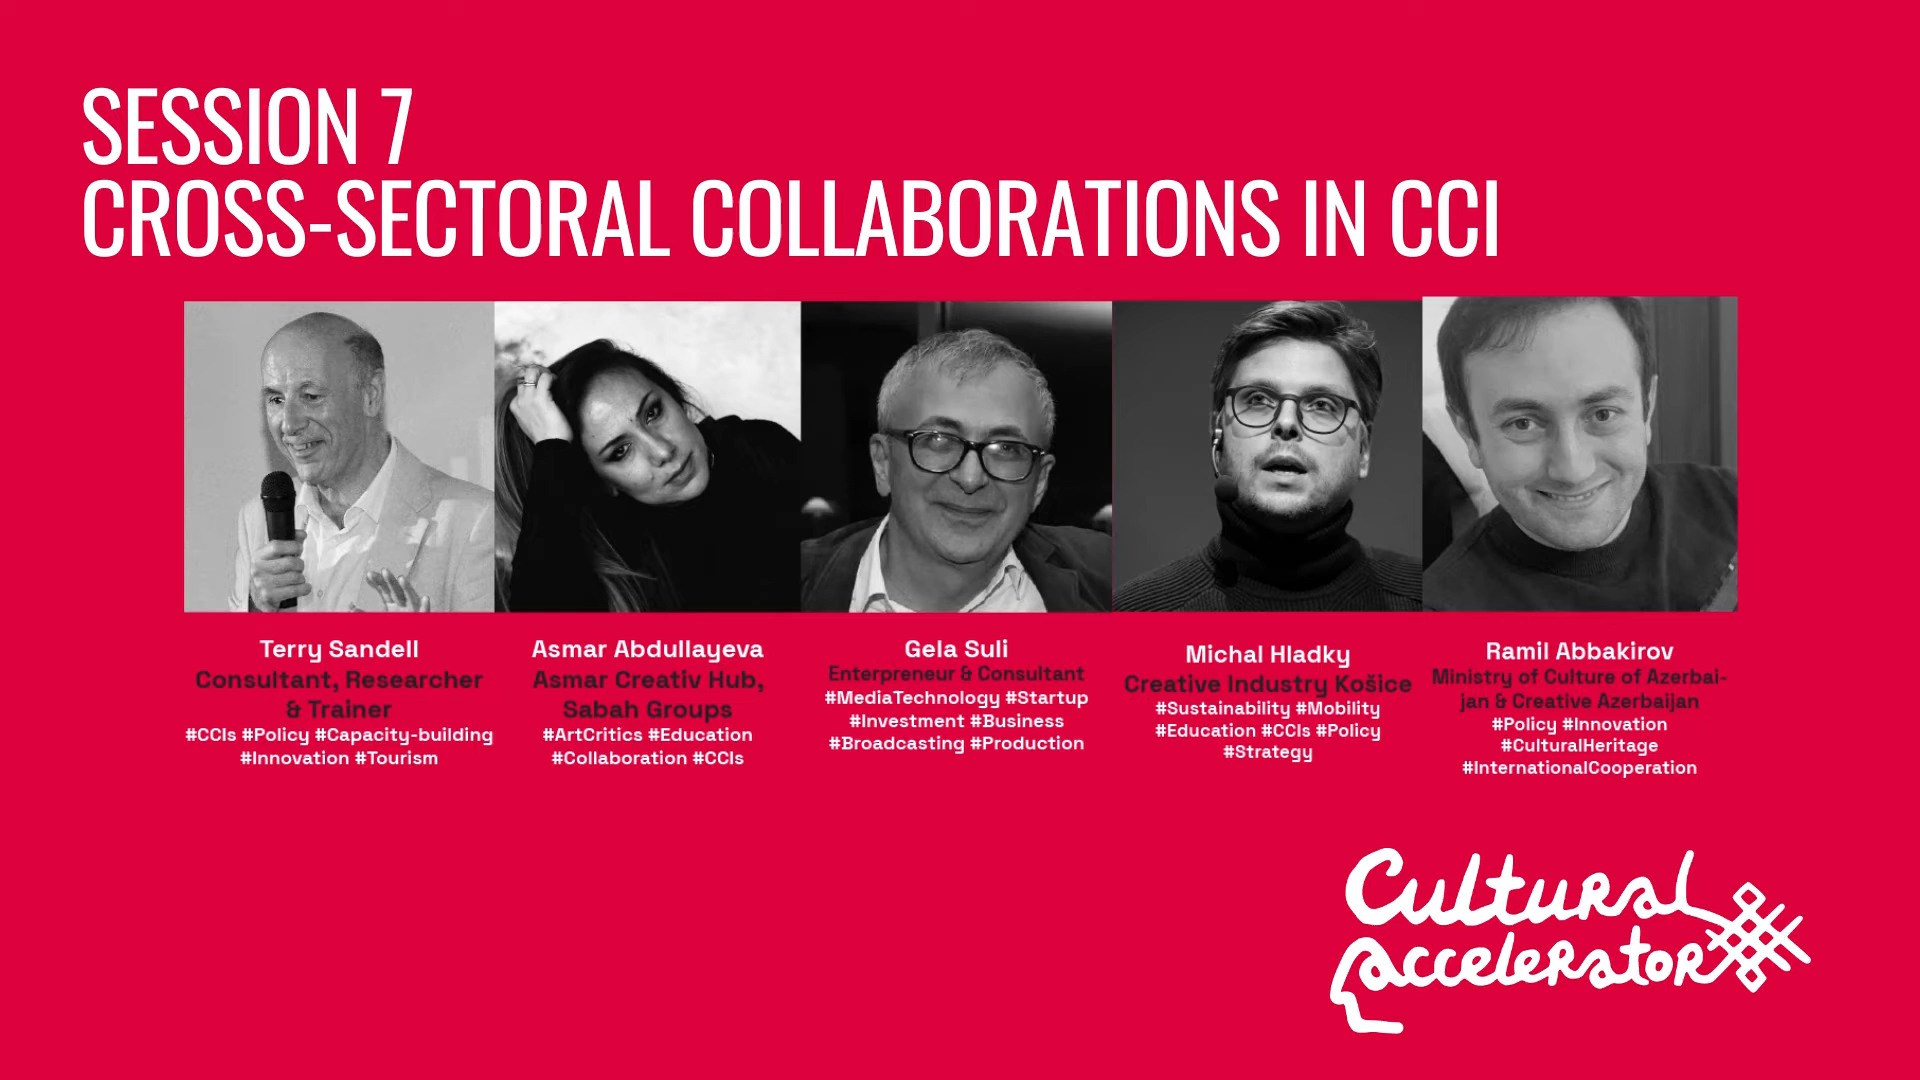 SESSION 7
CROSS-SECTORAL COLLABORATIONS IN CCI
Terry Sandell
Consultant, Researcher
& Trainer
#CCIs #Policy #Capacity-building
#Innovation #Tourism
Asmar Abdullayeva
Asmar Creativ Hub,
Sabah Groups
#ArtCritics #Education
#Collaboration #CCIs
Gela Suli
Enterpreneur & Consultant
#MediaTechnology #Startup
#Investment #Business
#Broadcasting #Production
Michal Hladky
Creative Industry Košice
#Sustainability #Mobility
#Education #CCIs #Policy
#Strategy
Ramil Abbakirov
Ministry of Culture of Azerbai-
jan & Creative Azerbaijan
#Policy #Innovation
#CulturalHeritage
#InternationalCooperation
Cultural
Accelerator